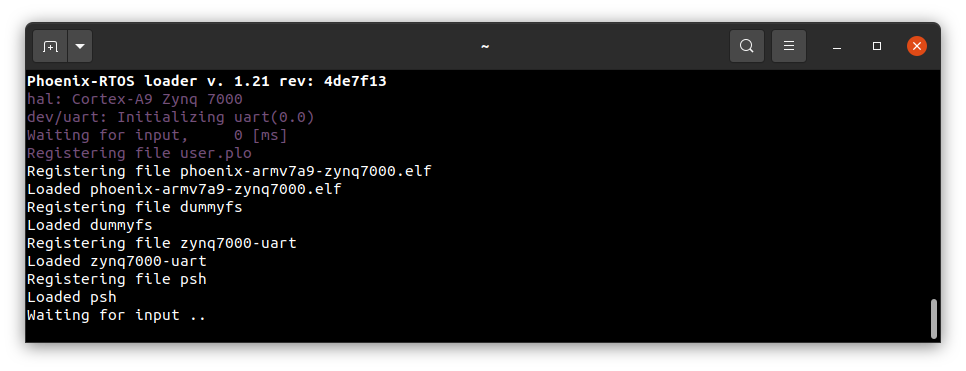 ~
Phoenix-RTOS loader v. 1.21 rev: 4de7f13
hal: Cortex-A9 Zynq 7000
dev/uart: Initializing uart(0.0)
Waiting for input,     0 [ms]
Registering file user.plo
Registering file phoenix-armv7a9-zynq7000.elf
Loaded phoenix-armv7a9-zynq7000.elf
Registering file dummyfs
Loaded dummyfs
Registering file zynq7000-uart
Loaded zynq7000-uart
Registering file psh
Loaded psh
Waiting for input ..